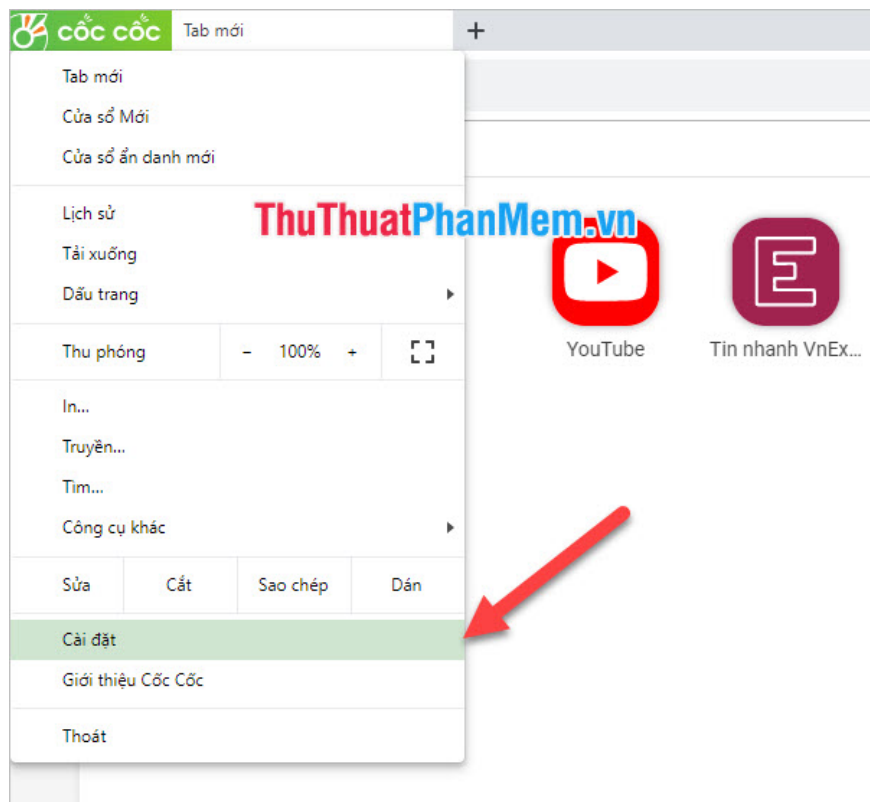 cốc cốc Tab mới +
Tab mới
Cửa sổ Mới
Cửa sổ ẩn danh mới
Lịch sử
ThuThuatPhanMem.vn
Tải xuống
Dấu trang
Thu phóng - 100% +
YouTube Tin nhanh VnEx...
In...
Truyền...
Tìm...
Công cụ khác
Sửa Cắt Sao chép Dán
Cài đặt
Giới thiệu Cốc Cốc
Thoát